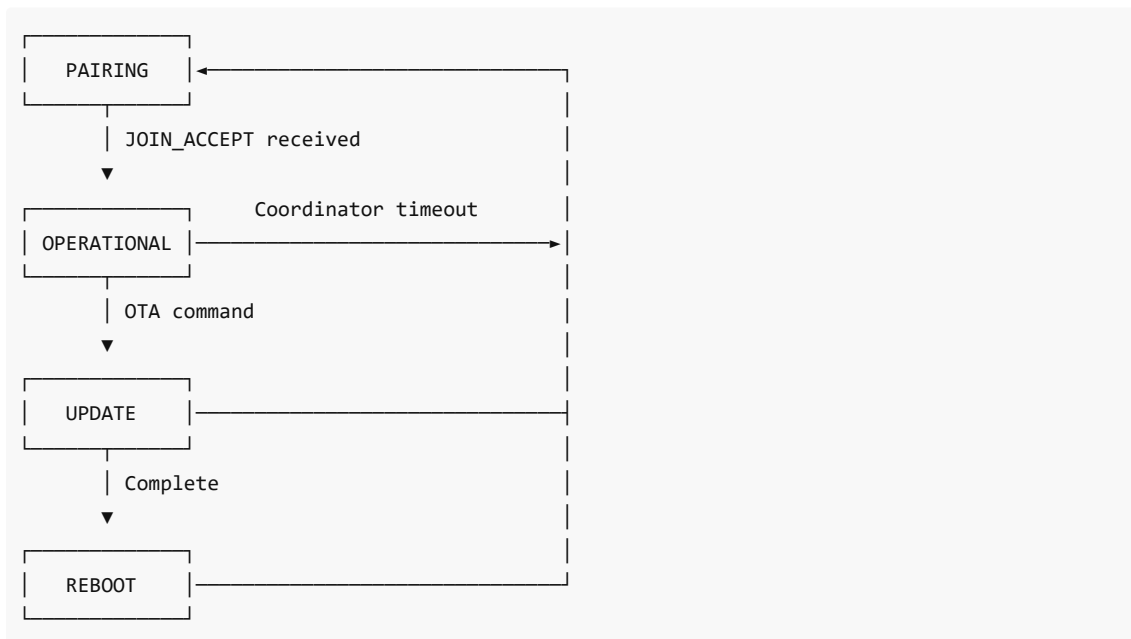 PAIRING
JOIN_ACCEPT received
Coordinator timeout
OPERATIONAL
OTA command
UPDATE
Complete
REBOOT